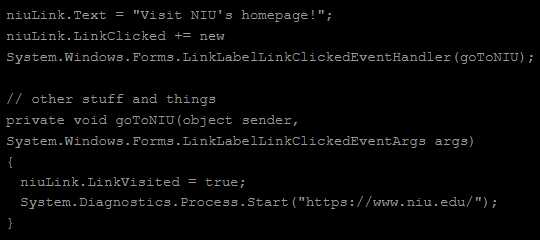 niuLink.Text = "Visit NIU's homepage!";
niuLink.LinkClicked += new
System.Windows.Forms.LinkLabelLinkClickedEventHandler(goToNIU);
// other stuff and things
private void goToNIU(object sender,
System.Windows.Forms.LinkLabelLinkClickedEventArgs args)
{
niuLink.LinkVisited = true;
System.Diagnostics.Process.Start("https://www.niu.edu/");
}